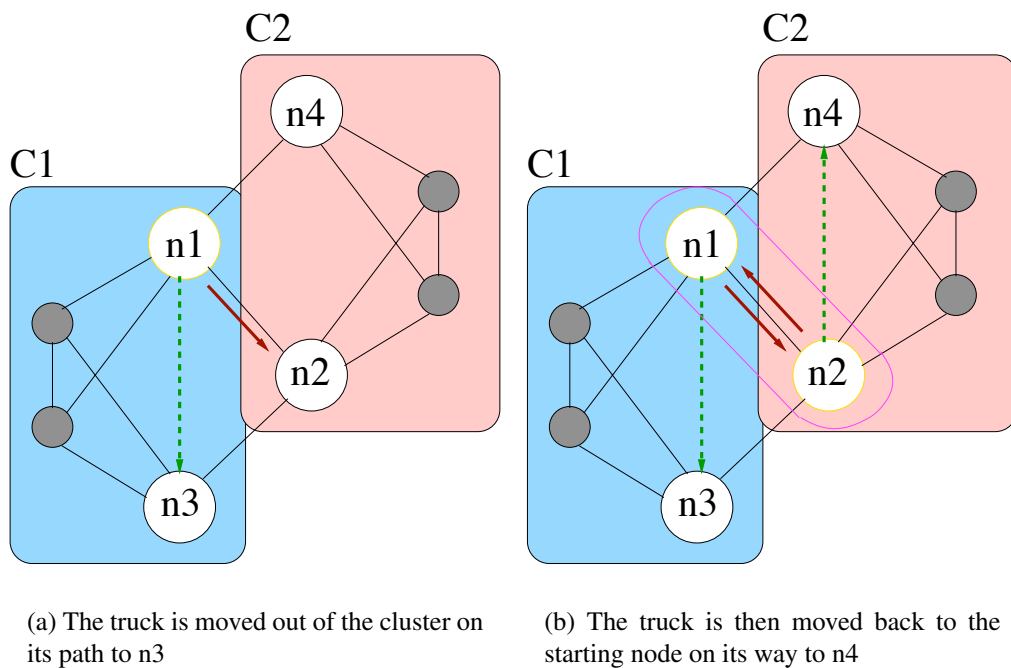 C2
n4
C1
n1
n2
n3
C2
n4
C1
n1
n2
n3
(a) The truck is moved out of the cluster on
its path to n3
(b) The truck is then moved back to the
starting node on its way to n4